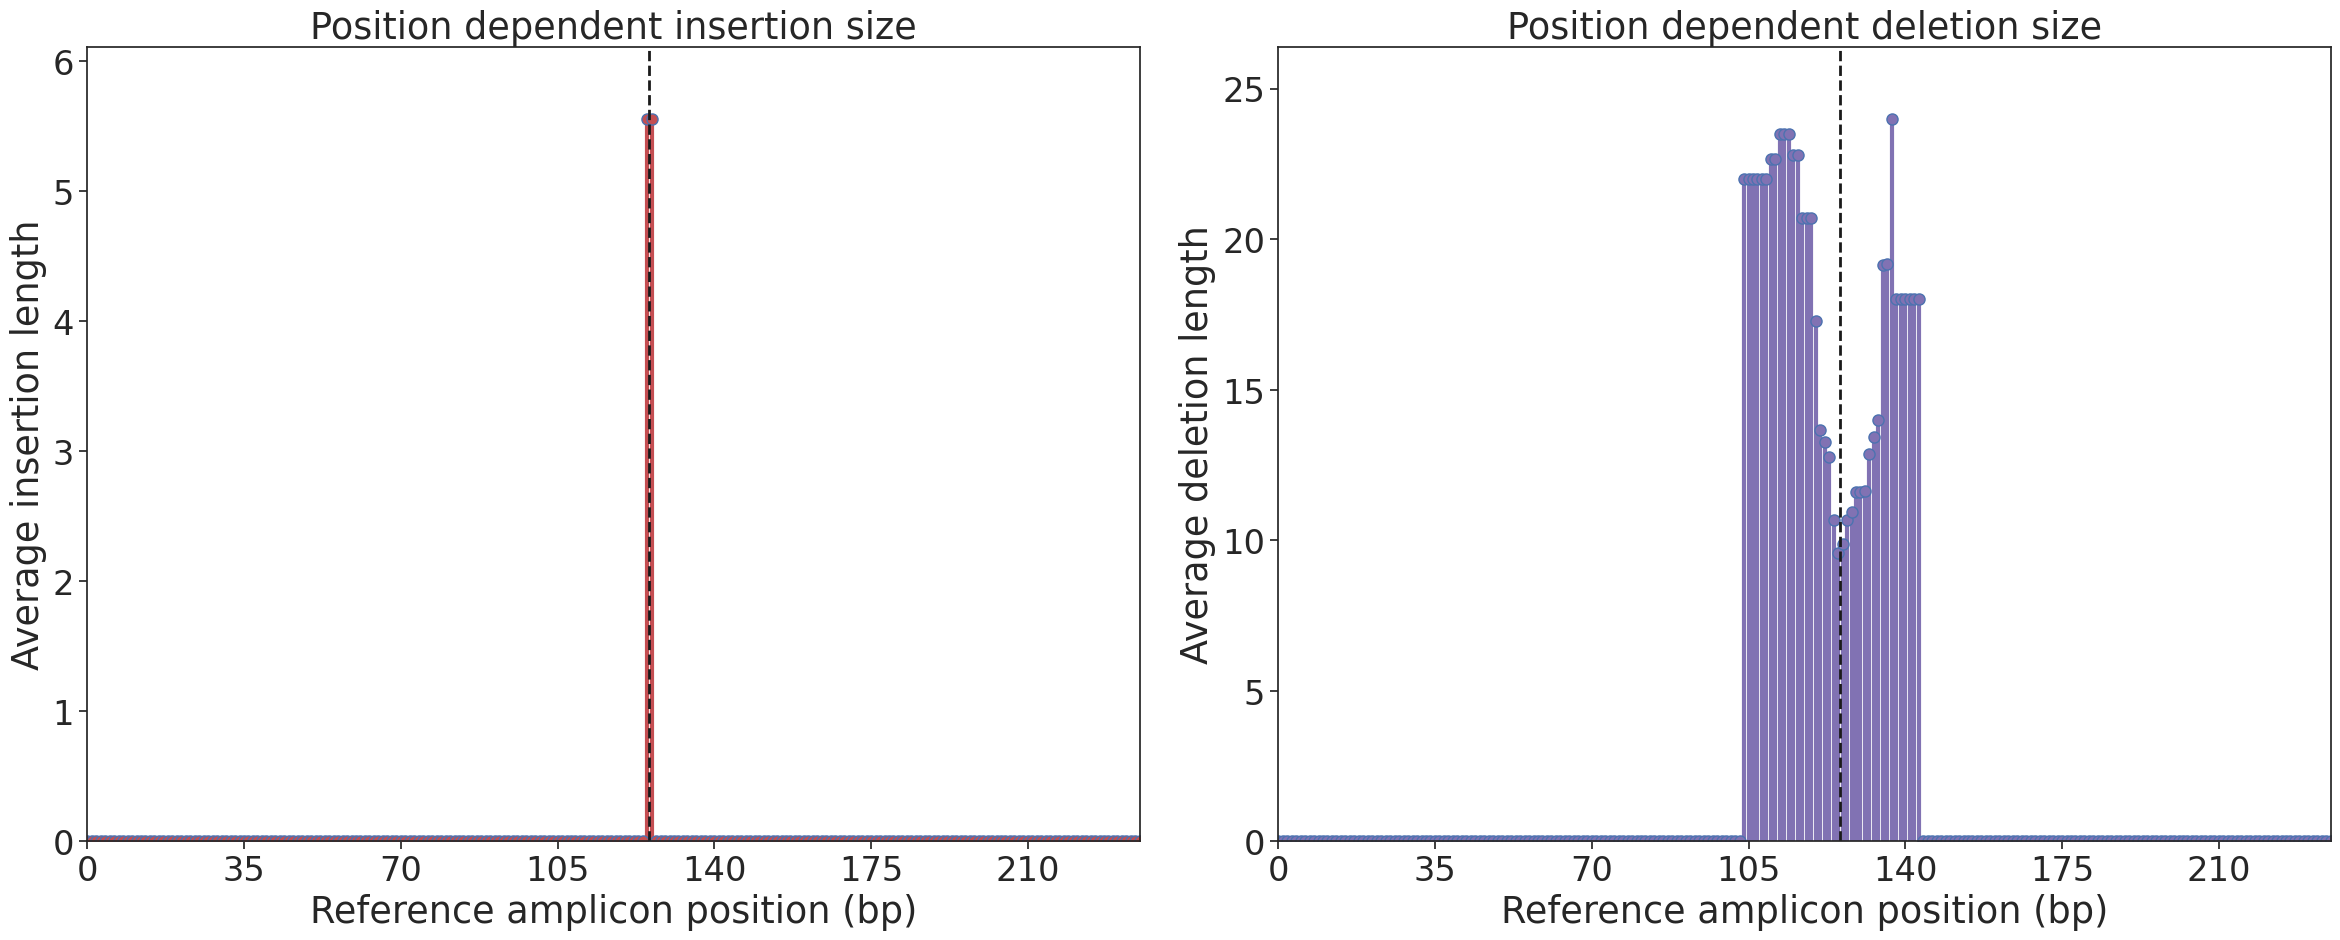 Position dependent insertion size
6
5
4
3
2
1
0
Average insertion length
0 35 70 105 140 175 210
Reference amplicon position (bp)
Position dependent deletion size
25
20
15
10
5
0
Average deletion length
0 35 70 105 140 175 210
Reference amplicon position (bp)